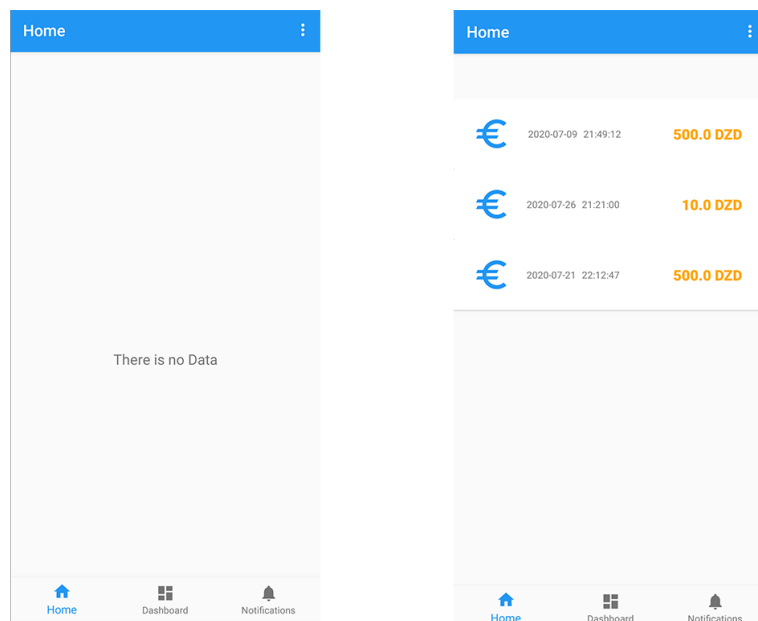 Home
There is no Data
Home Dashboard Notifications
Home
€ 2020-07-09 21:49:12 500.0 DZD
€ 2020-07-26 21:21:00 10.0 DZD
€ 2020-07-21 22:12:47 500.0 DZD
Home Dashboard Notifications